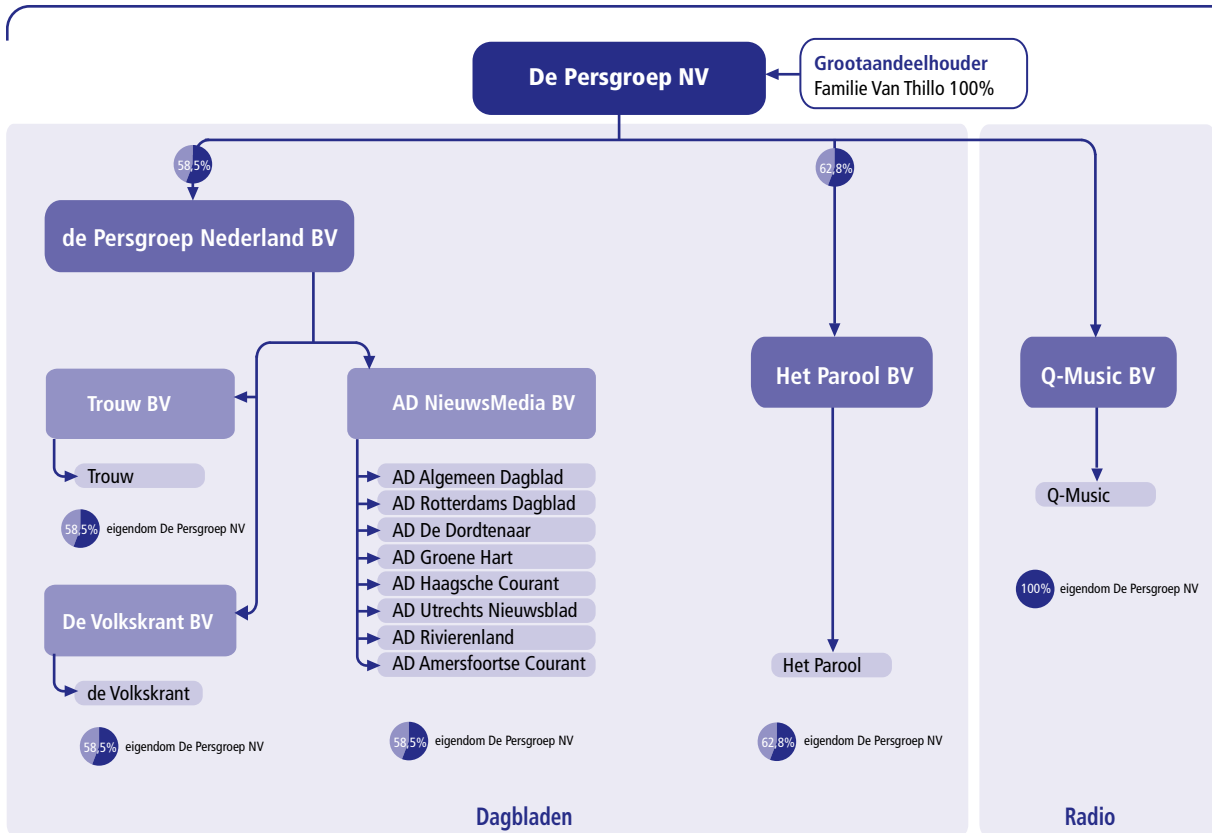 De Persgroep NV
Grootaandeelhouder
Familie Van Thillo 100%
58,5%
62,8%
de Persgroep Nederland BV
Trouw BV
Trouw
58,5% eigendom De Persgroep NV
De Volkskrant BV
de Volkskrant
58,5% eigendom De Persgroep NV
AD NieuwsMedia BV
AD Algemeen Dagblad
AD Rotterdams Dagblad
AD De Dordtenaar
AD Groene Hart
AD Haagsche Courant
AD Utrechts Nieuwsblad
AD Rivierenland
AD Amersfoortse Courant
58,5% eigendom De Persgroep NV
Het Parool BV
Het Parool
62,8% eigendom De Persgroep NV
Q-Music BV
Q-Music
100% eigendom De Persgroep NV
Dagbladen
Radio